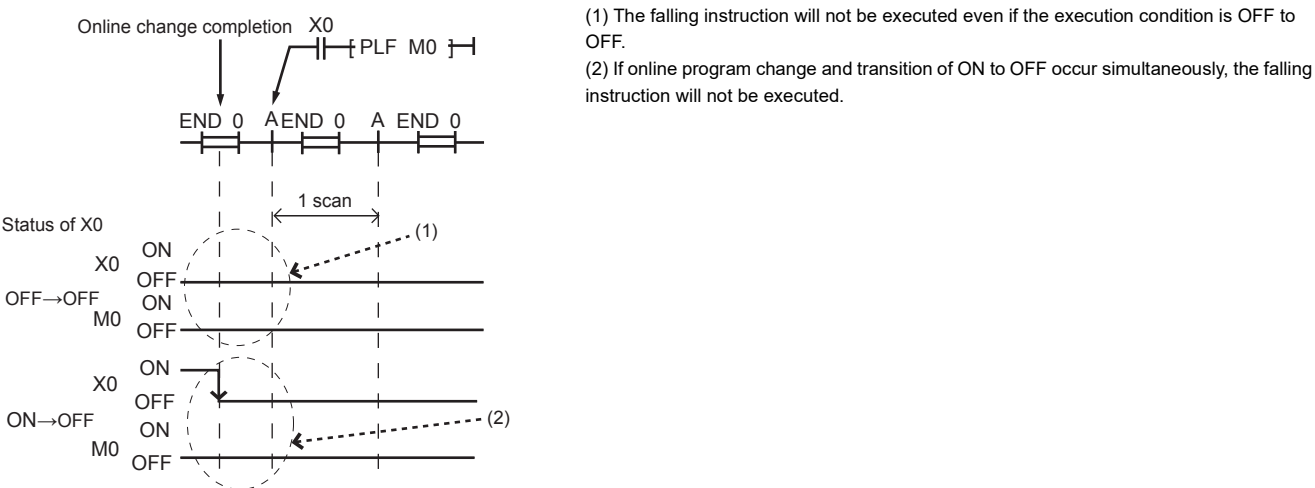 Online change completion X0
PLF M0
END 0 A END 0 A END 0
1 scan
Status of X0
(1)
ON
X0
OFF
OFF→OFF
ON
M0
OFF
ON
X0
OFF
ON→OFF
ON
(2)
M0
OFF
(1) The falling instruction will not be executed even if the execution condition is OFF to
OFF.
(2) If online program change and transition of ON to OFF occur simultaneously, the falling
instruction will not be executed.